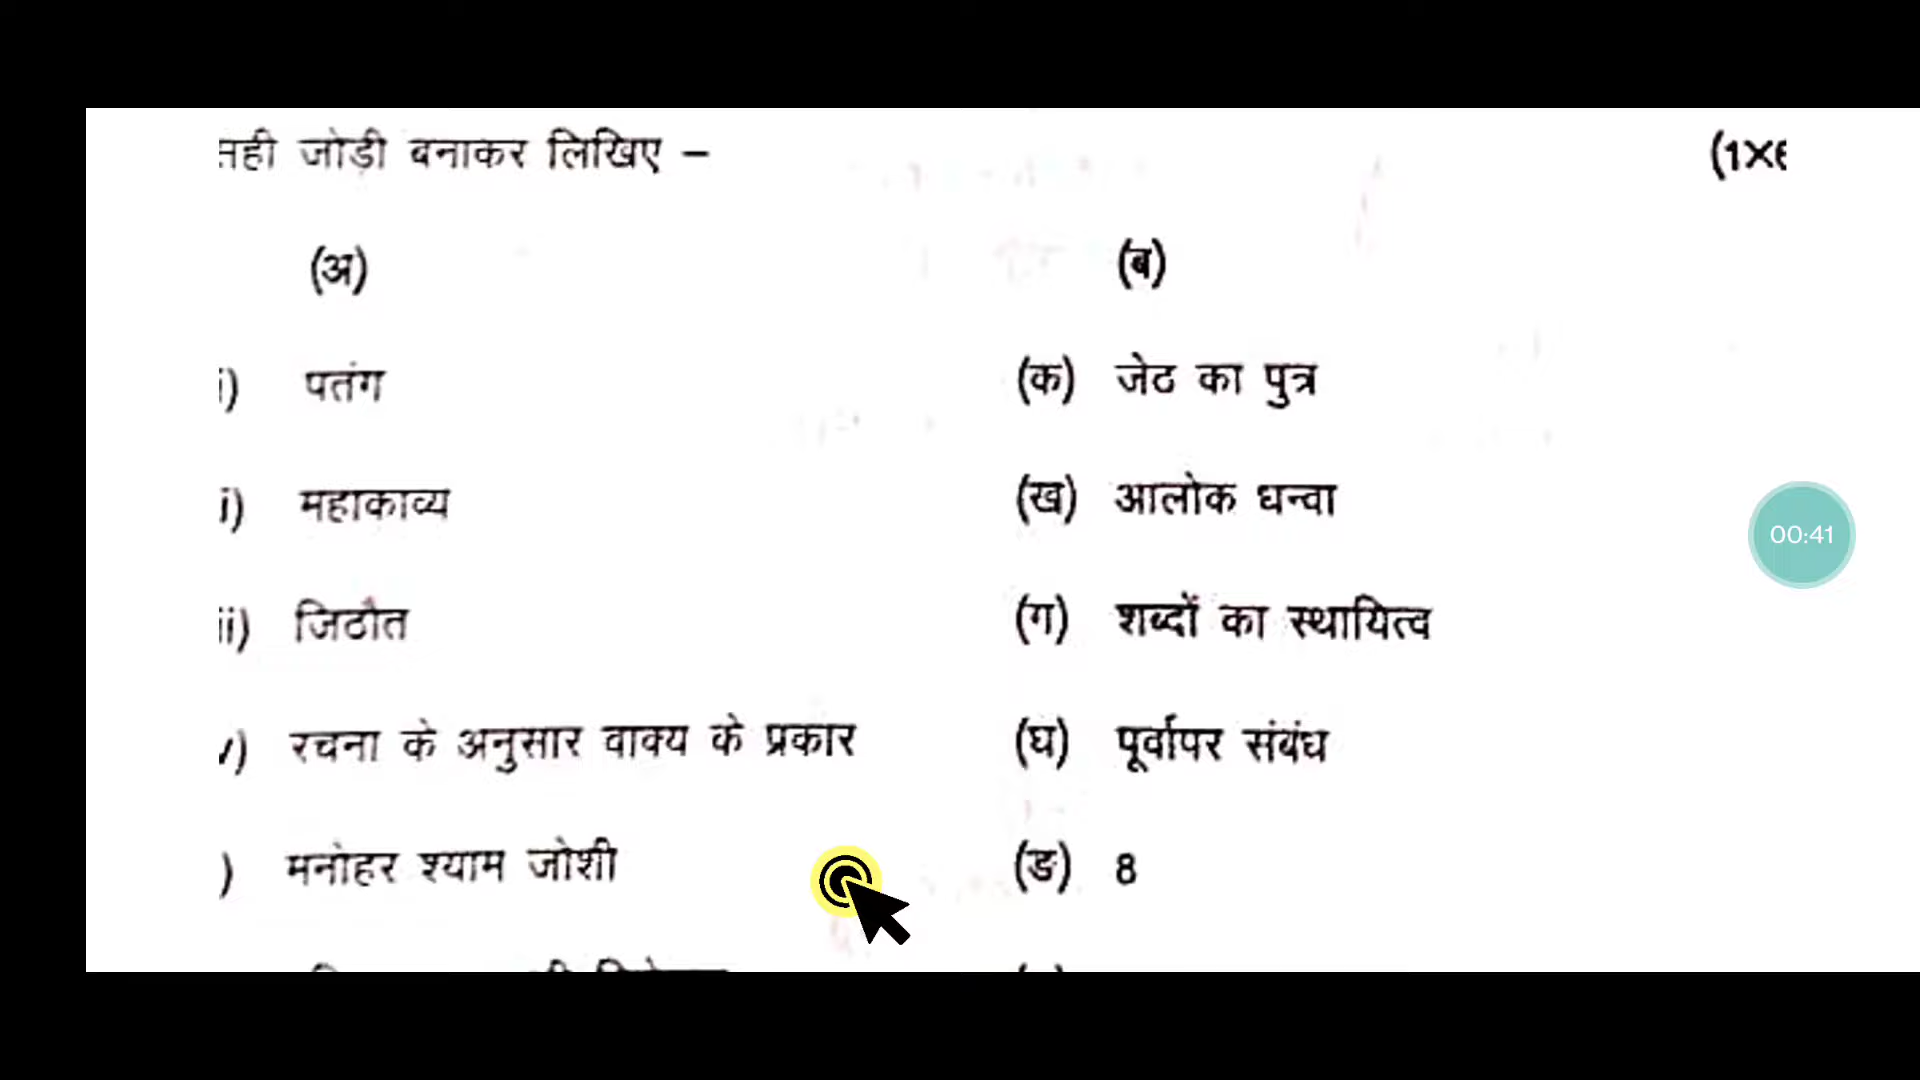 सही जोड़ी बनाकर लिखिए – (1×6
(अ) (ब)
i) पतंग (क) जेठ का पुत्र
i) महाकाव्य (ख) आलोक धन्वा
ii) जिठौत (ग) शब्दों का स्थायित्व
v) रचना के अनुसार वाक्य के प्रकार (घ) पूर्वापर संबंध
) मनोहर श्याम जोशी (ङ) 8
00:41